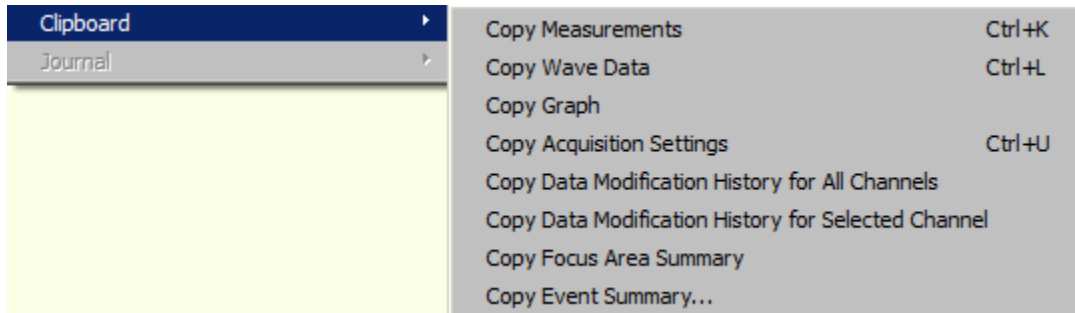 Clipboard
Journal
Copy Measurements Ctrl+K
Copy Wave Data Ctrl+L
Copy Graph
Copy Acquisition Settings Ctrl+U
Copy Data Modification History for All Channels
Copy Data Modification History for Selected Channel
Copy Focus Area Summary
Copy Event Summary...